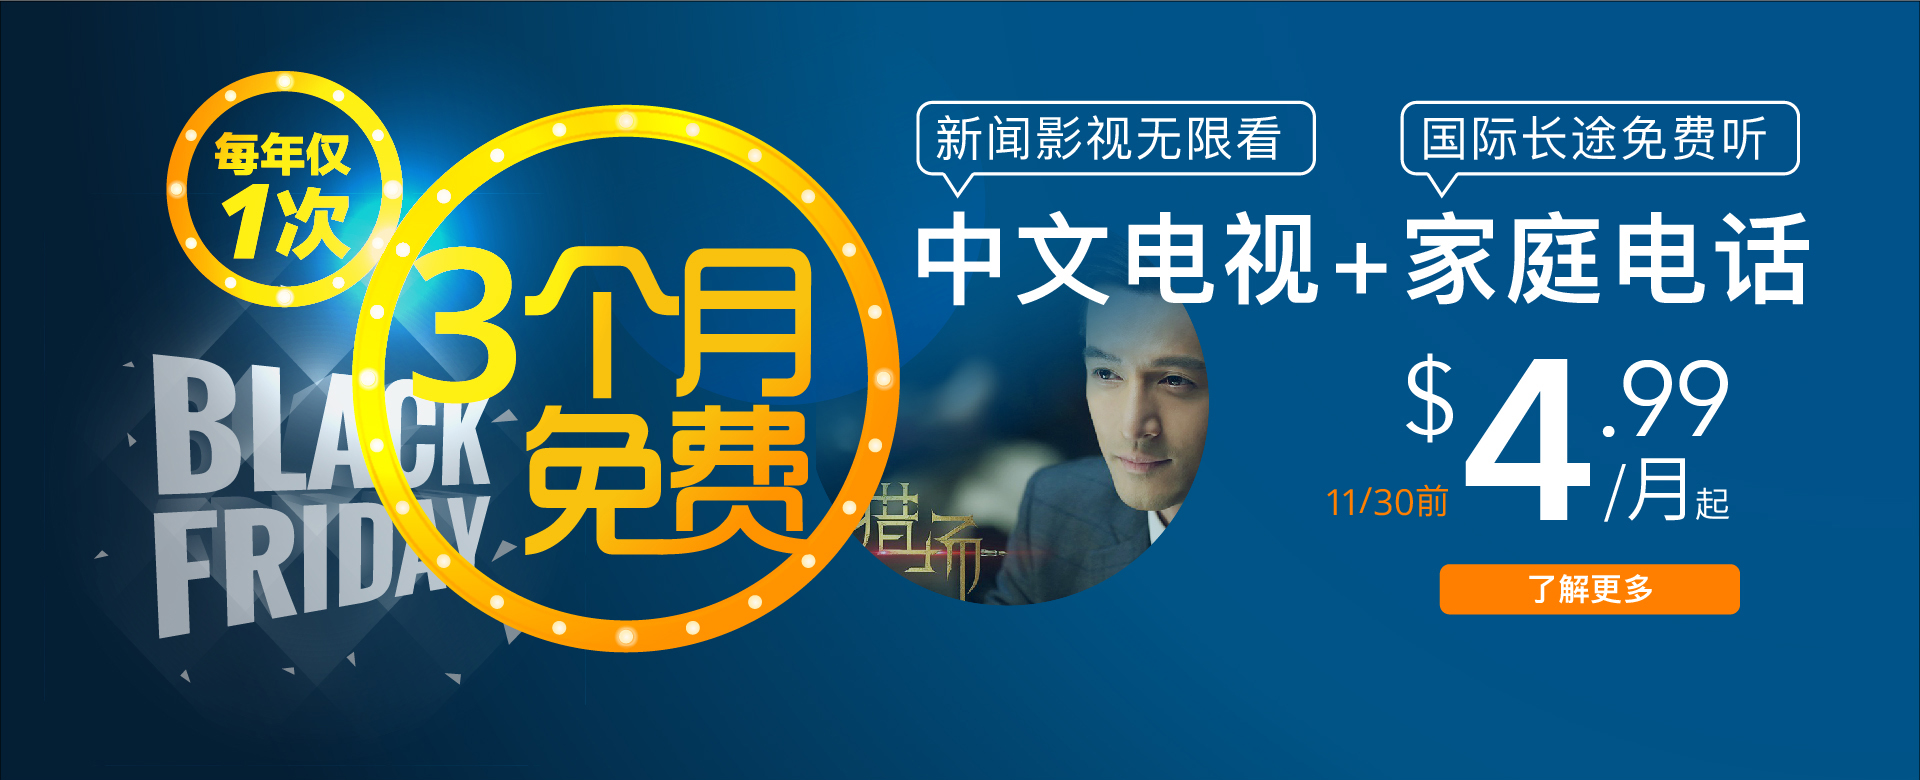 每年仅
1次
3个月
免费
BLACK
FRIDAY
新闻影视无限看
国际长途免费听
中文电视+家庭电话
猎场
$4.99
11/30前
/月起
了解更多